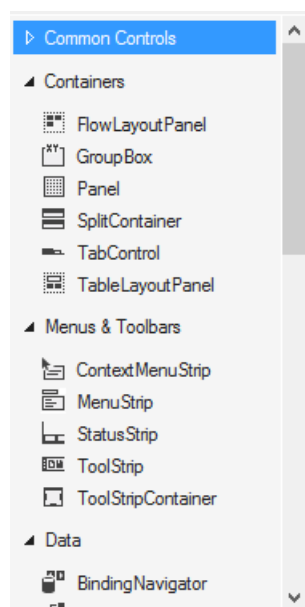 Common Controls
Containers
FlowLayoutPanel
GroupBox
Panel
SplitContainer
TabControl
TableLayoutPanel
Menus & Toolbars
ContextMenuStrip
MenuStrip
StatusStrip
ToolStrip
ToolStripContainer
Data
BindingNavigator